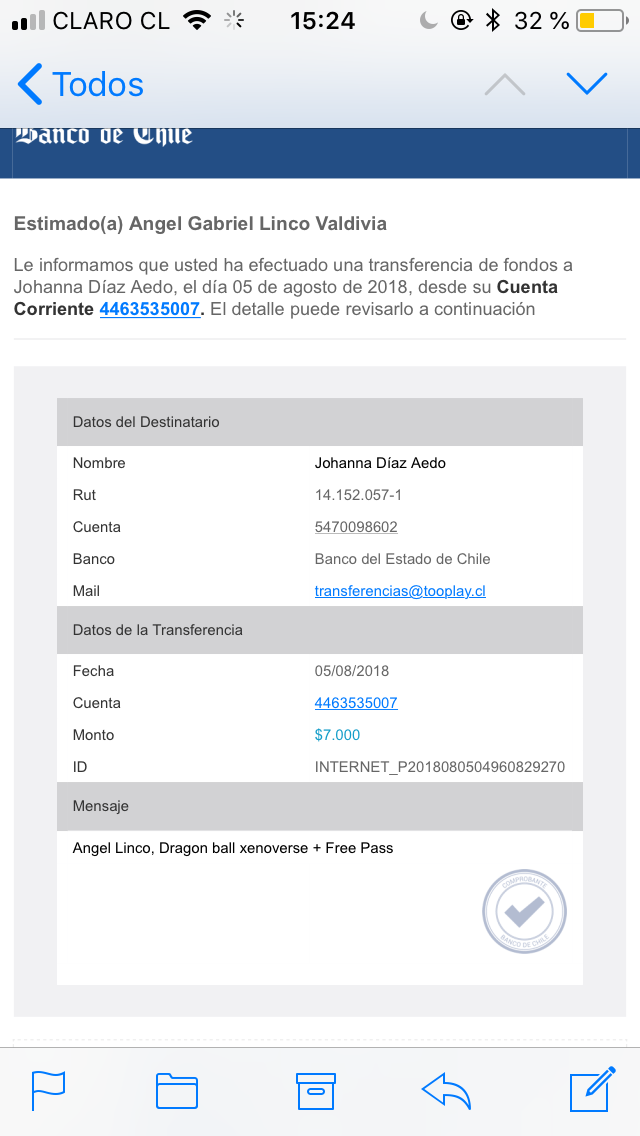 CLARO CL 15:24 32 %
Todos
Banco de Chile
Estimado(a) Angel Gabriel Linco Valdivia
Le informamos que usted ha efectuado una transferencia de fondos a
Johanna Díaz Aedo, el día 05 de agosto de 2018, desde su Cuenta
Corriente 4463535007. El detalle puede revisarlo a continuación
Datos del Destinatario
Nombre Johanna Díaz Aedo
Rut 14.152.057-1
Cuenta 5470098602
Banco Banco del Estado de Chile
Mail transferencias@tooplay.cl
Datos de la Transferencia
Fecha 05/08/2018
Cuenta 4463535007
Monto $7.000
ID INTERNET_P2018080504960829270
Mensaje
Angel Linco, Dragon ball xenoverse + Free Pass
COMPROBANTE
BANCO DE CHILE